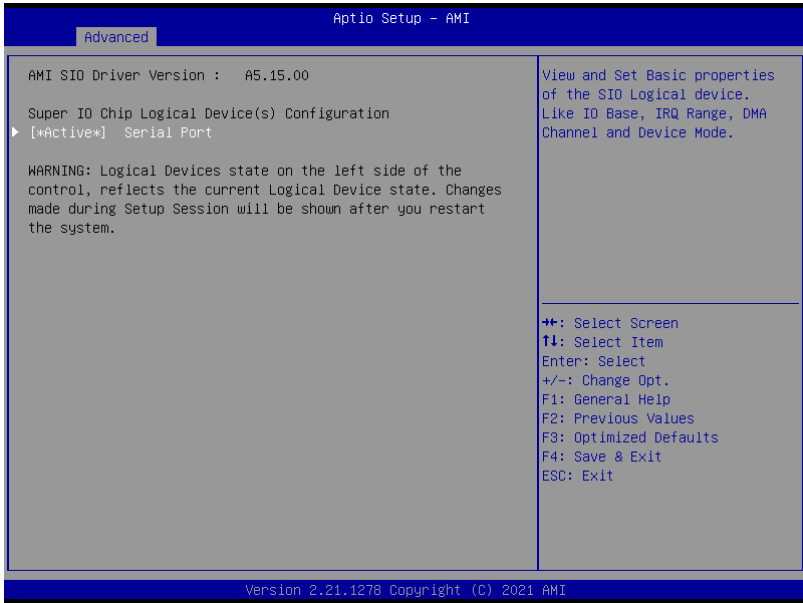 Aptio Setup – AMI
Advanced
AMI SIO Driver Version :   A5.15.00
Super IO Chip Logical Device(s) Configuration
[*Active*]  Serial Port
WARNING: Logical Devices state on the left side of the
control, reflects the current Logical Device state. Changes
made during Setup Session will be shown after you restart
the system.
View and Set Basic properties
of the SIO Logical device.
Like IO Base, IRQ Range, DMA
Channel and Device Mode.
→←: Select Screen
↑↓: Select Item
Enter: Select
+/-: Change Opt.
F1: General Help
F2: Previous Values
F3: Optimized Defaults
F4: Save & Exit
ESC: Exit
Version 2.21.1278 Copyright (C) 2021 AMI